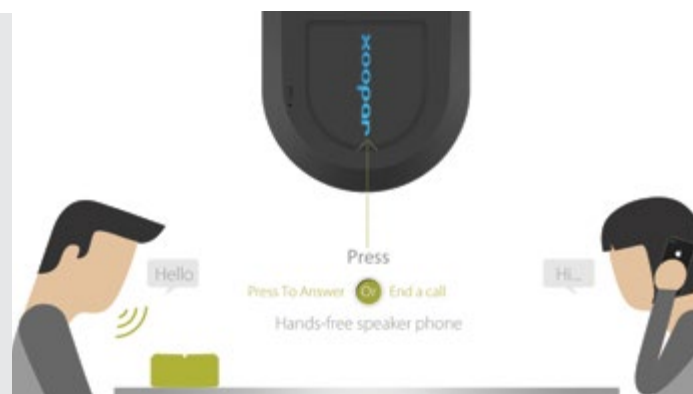 xoopar
Press
Hello
Press To Answer Or End a call
Hi...
Hands-free speaker phone